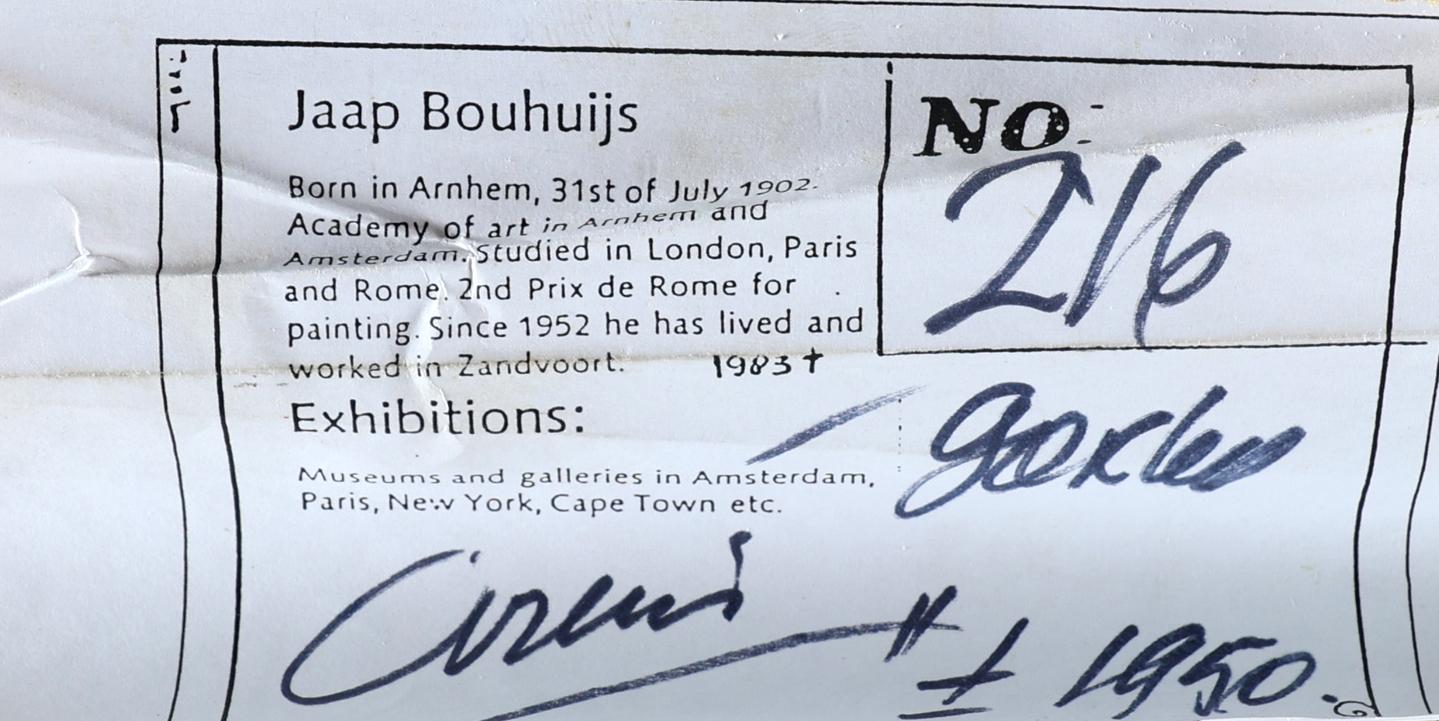 Jaap Bouhuijs
NO:
216
Born in Arnhem, 31st of July 1902.
Academy of art in Arnhem and
Amsterdam. Studied in London, Paris
and Rome. 2nd Prix de Rome for
painting. Since 1952 he has lived and
worked in Zandvoort. 1983 †
Exhibitions:
Museums and galleries in Amsterdam,
Paris, New York, Cape Town etc.
± 1950.